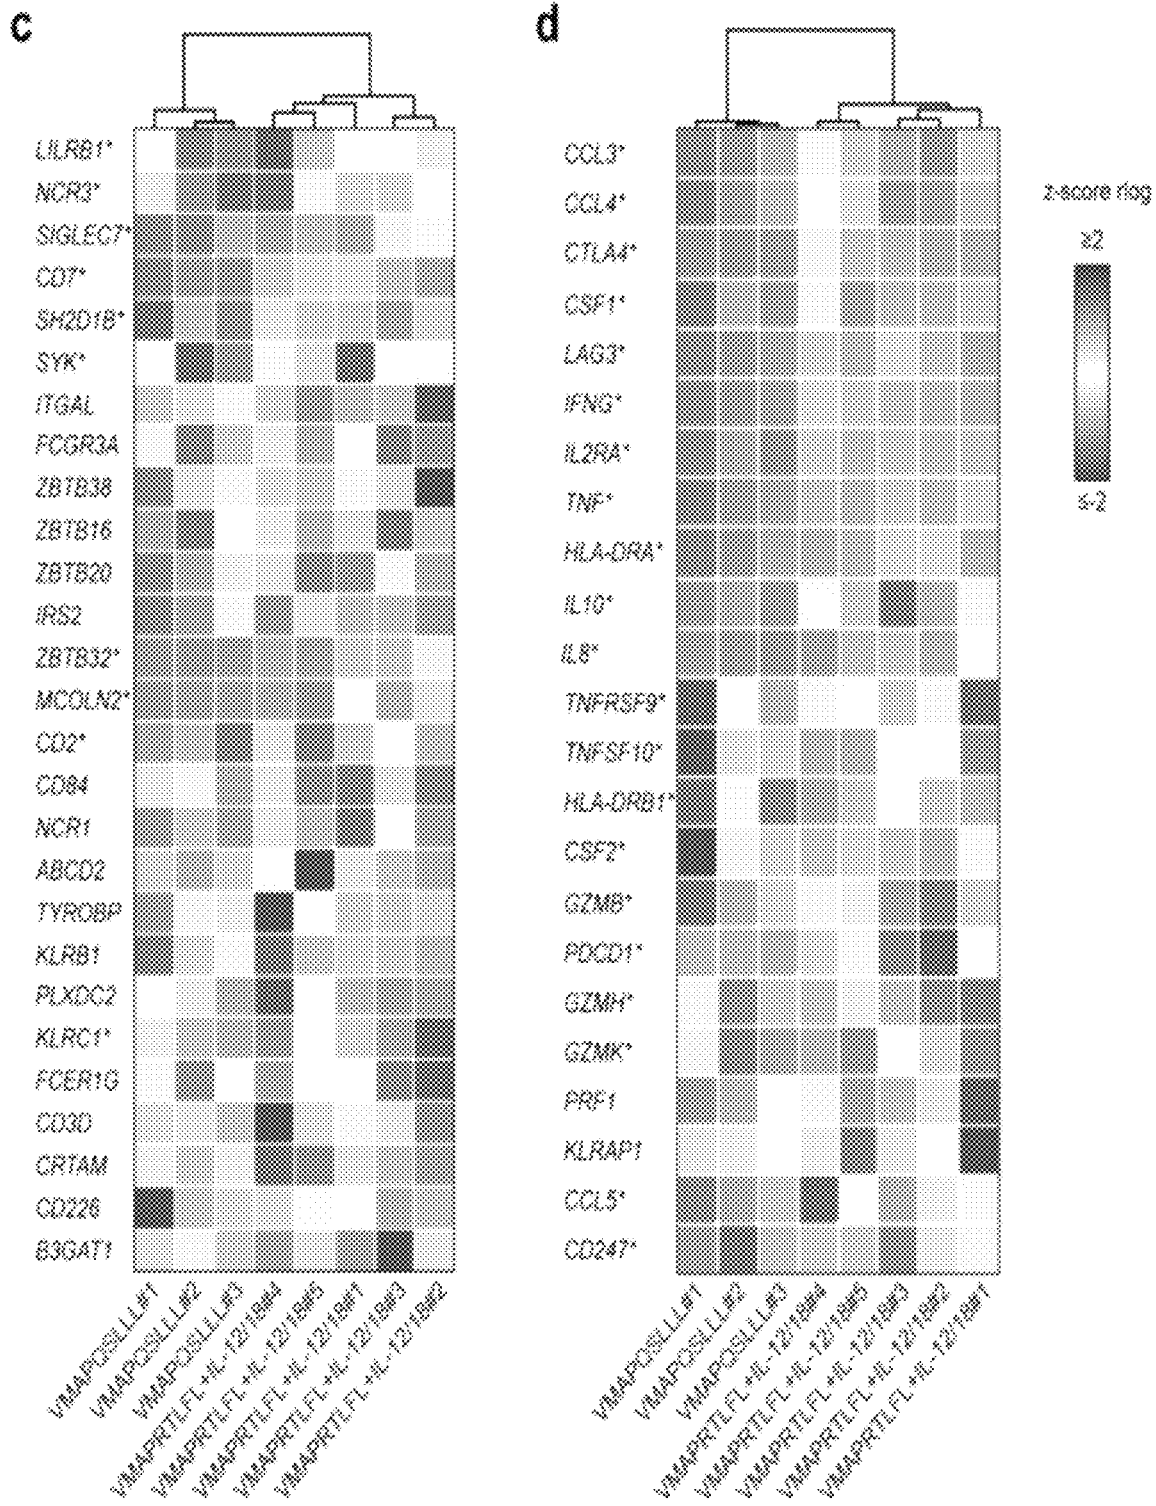 c
LILRB1*
NCR3*
SIGLEC7*
CD7*
SH2D1B*
SYK*
ITGAL
FCGR3A
ZBTB38
ZBTB16
ZBTB20
IRS2
ZBTB32*
MCOLN2*
CD2*
CD84
NCR1
ABCD2
TYROBP
KLRB1
PLXDC2
KLRC1*
FCER1G
CD3D
CRTAM
CD226
B3GAT1
VMAPQSLLL#1
VMAPQSLLL#2
VMAPQSLLL#3
VMAPRTLFL+IL-12/18#4
VMAPRTLFL+IL-12/18#5
VMAPRTLFL+IL-12/18#1
VMAPRTLFL+IL-12/18#3
VMAPRTLFL+IL-12/18#2
d
CCL3*
CCL4*
CTLA4*
CSF1*
LAG3*
IFNG*
IL2RA*
TNF*
HLA-DRA*
IL10*
IL8*
TNFRSF9*
TNFSF10*
HLA-DRB1*
CSF2*
GZMB*
PDCD1*
GZMH*
GZMK*
PRF1
KLRAP1
CCL5*
CD247*
VMAPQSLLL#1
VMAPQSLLL#2
VMAPQSLLL#3
VMAPRTLFL+IL-12/18#4
VMAPRTLFL+IL-12/18#5
VMAPRTLFL+IL-12/18#3
VMAPRTLFL+IL-12/18#2
VMAPRTLFL+IL-12/18#1
z-score rlog
≥2
≤-2